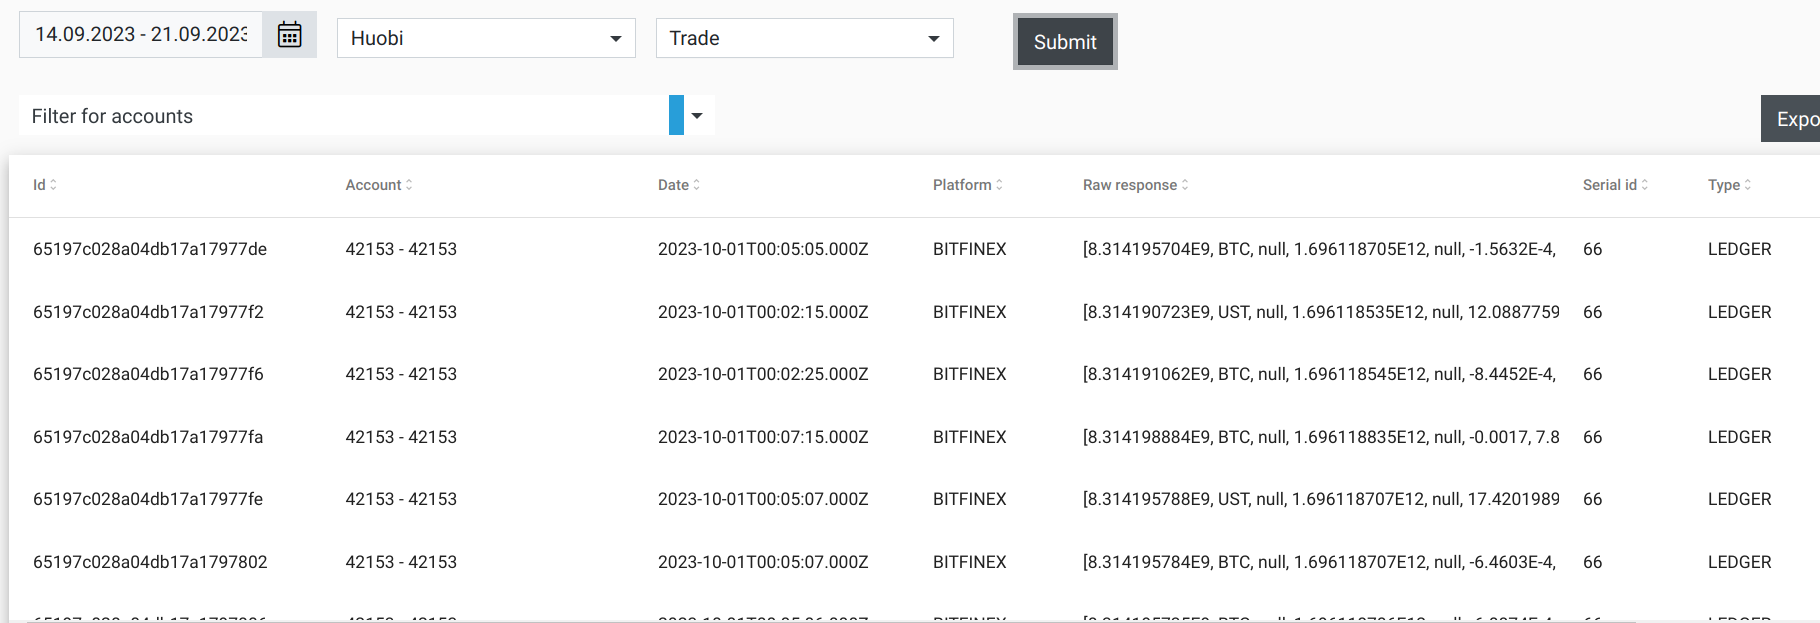 14.09.2023 - 21.09.2023 Huobi Trade Submit
Filter for accounts Expo
Id Account Date Platform Raw response Serial id Type
65197c028a04db17a17977de 42153 - 42153 2023-10-01T00:05:05.000Z BITFINEX [8.314195704E9, BTC, null, 1.696118705E12, null, -1.5632E-4, 66 LEDGER
65197c028a04db17a17977f2 42153 - 42153 2023-10-01T00:02:15.000Z BITFINEX [8.314190723E9, UST, null, 1.696118535E12, null, 12.0887759 66 LEDGER
65197c028a04db17a17977f6 42153 - 42153 2023-10-01T00:02:25.000Z BITFINEX [8.314191062E9, BTC, null, 1.696118545E12, null, -8.4452E-4, 66 LEDGER
65197c028a04db17a17977fa 42153 - 42153 2023-10-01T00:07:15.000Z BITFINEX [8.314198884E9, BTC, null, 1.696118835E12, null, -0.0017, 7.8 66 LEDGER
65197c028a04db17a17977fe 42153 - 42153 2023-10-01T00:05:07.000Z BITFINEX [8.314195788E9, UST, null, 1.696118707E12, null, 17.4201989 66 LEDGER
65197c028a04db17a1797802 42153 - 42153 2023-10-01T00:05:07.000Z BITFINEX [8.314195784E9, BTC, null, 1.696118707E12, null, -6.4603E-4, 66 LEDGER